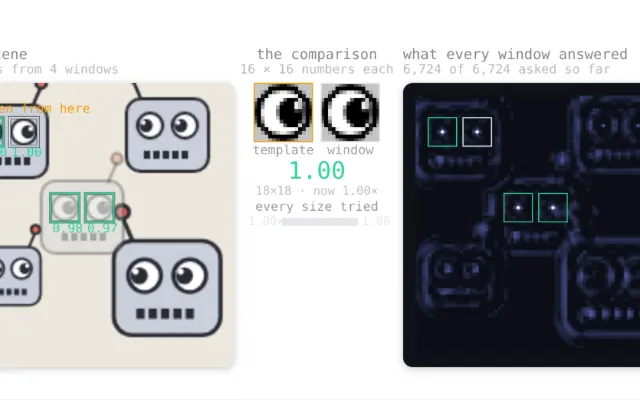 cene
s from 4 windows
en from here
1.00
0.98 0.97
the comparison
16 × 16 numbers each
template window
1.00
18×18 · now 1.00×
every size tried
1.00× 1.00
what every window answered
6,724 of 6,724 asked so far